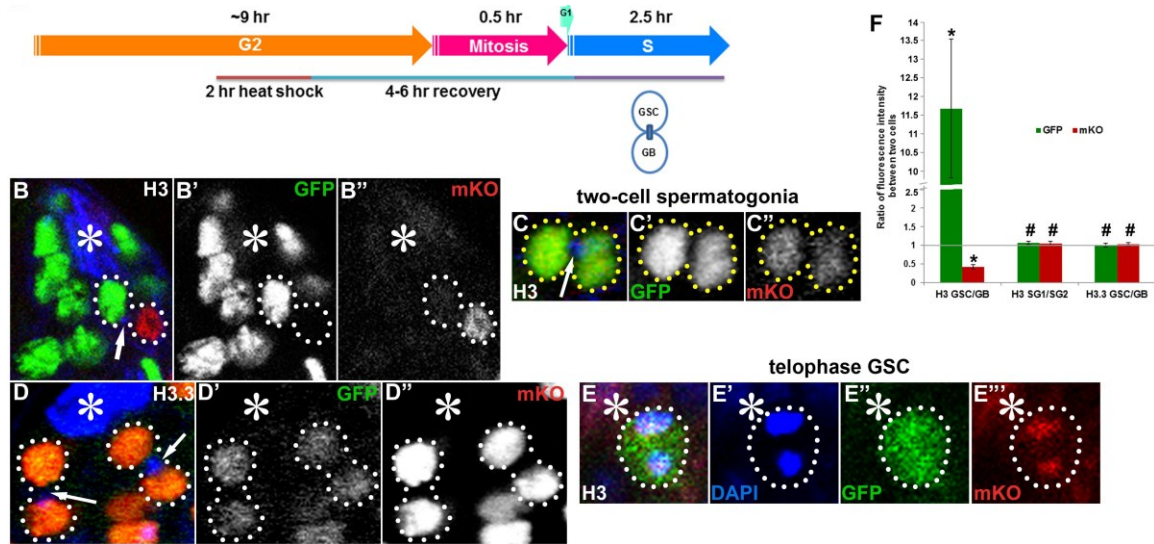 ~9 hr
0.5 hr
G1
2.5 hr
G2
Mitosis
S
2 hr heat shock
4-6 hr recovery
GSC
GB
F
Ratio of fluorescence intensity
between two cells
14
13.5
13
12.5
12
11.5
11
10.5
10
2.5
2
1.5
1
0.5
0
*
*
# #
# #
GFP
mKO
H3 GSC/GB
H3 SG1/SG2
H3.3 GSC/GB
B
H3
*
B'
GFP
*
B"
mKO
*
two-cell spermatogonia
C
H3
C'
GFP
C"
mKO
D
H3.3
*
D'
GFP
*
D"
mKO
*
telophase GSC
E
*
H3
E'
*
DAPI
E"
*
GFP
E"'
*
mKO